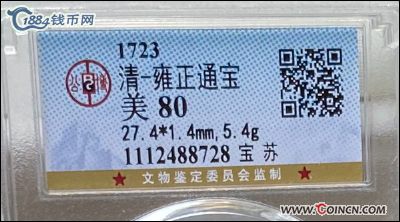 1884钱币网
1723
清-雍正通宝
美 80
27.4*1.4mm,5.4g
1112488728 宝 苏
文物鉴定委员会监制
WWW.COINCN.COM